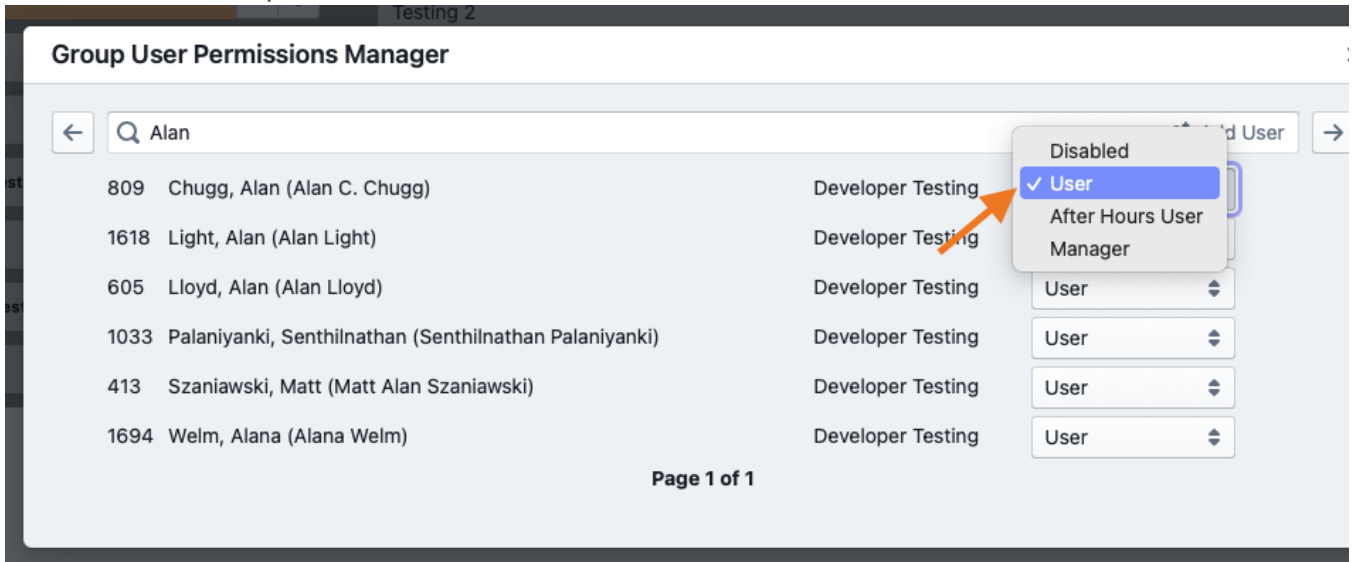 Testing 2
Group User Permissions Manager
Alan
d User
Disabled
✓ User
After Hours User
Manager
809 Chugg, Alan (Alan C. Chugg) Developer Testing
1618 Light, Alan (Alan Light) Developer Testing
605 Lloyd, Alan (Alan Lloyd) Developer Testing User
1033 Palaniyanki, Senthilnathan (Senthilnathan Palaniyanki) Developer Testing User
413 Szaniawski, Matt (Matt Alan Szaniawski) Developer Testing User
1694 Welm, Alana (Alana Welm) Developer Testing User
Page 1 of 1